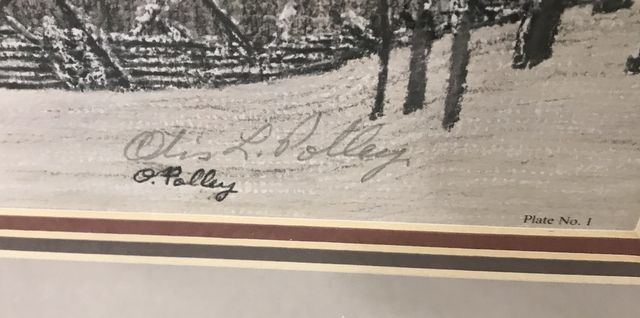 Otis L. Polley
O. Polley
Plate No. 1